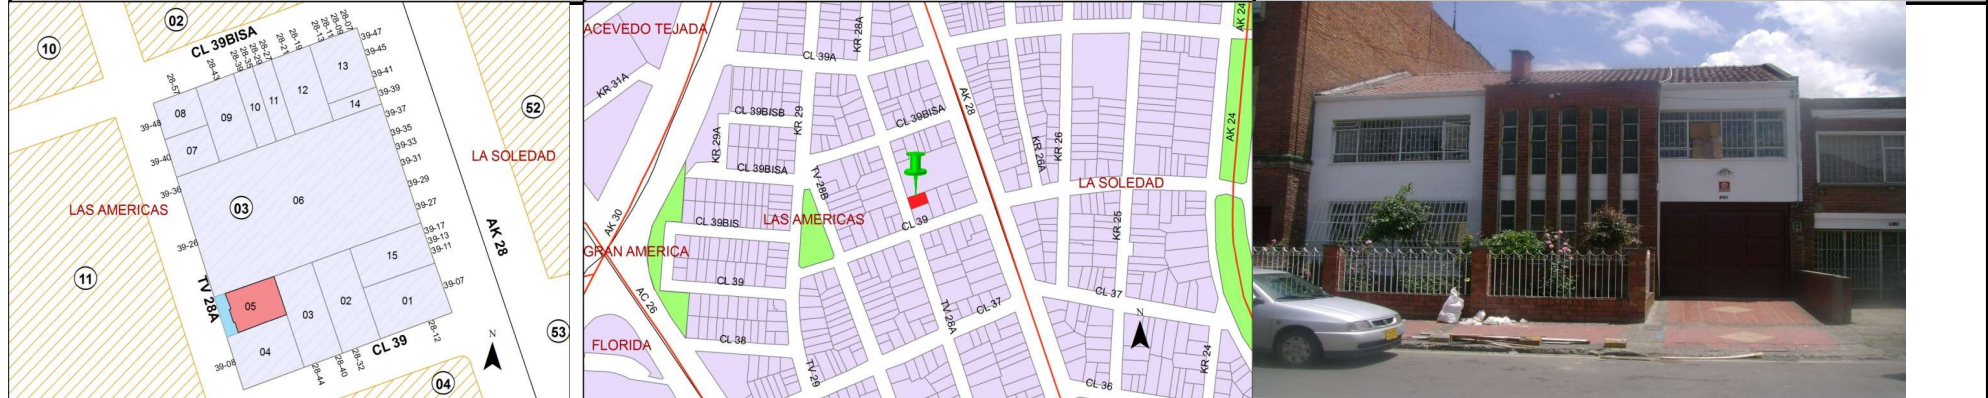 02
10
CL 39BISA
28-57
28-43
28-39
28-35
28-29
28-27
28-21
28-19
28-13
28-11
28-09
28-07
39-47
39-45
39-41
39-39
39-37
39-35
39-33
39-31
39-29
39-27
39-17
39-13
39-11
39-07
08
09
10
11
12
13
14
07
39-48
39-40
39-36
39-26
39-08
52
LA SOLEDAD
LAS AMERICAS
03
06
AK 28
11
TV 28A
05
15
01
02
03
04
CL 39
28-44
28-40
28-32
28-12
N
53
04
ACEVEDO TEJADA
KR 28A
AK 24
CL 39A
KR 31A
AK 28
CL 39BISB
KR 29
CL 39BISA
KR 29A
KR 26A
KR 26
AK 24
CL 39BISA
TV 28B
LA SOLEDAD
AK 30
CL 39BIS
LAS AMERICAS
CL 39
KR 25
GRAN AMERICA
CL 39
AC 26
CL 37
CL 37
TV 28A
N
CL 38
FLORIDA
TV 29
KR 24
CL 36